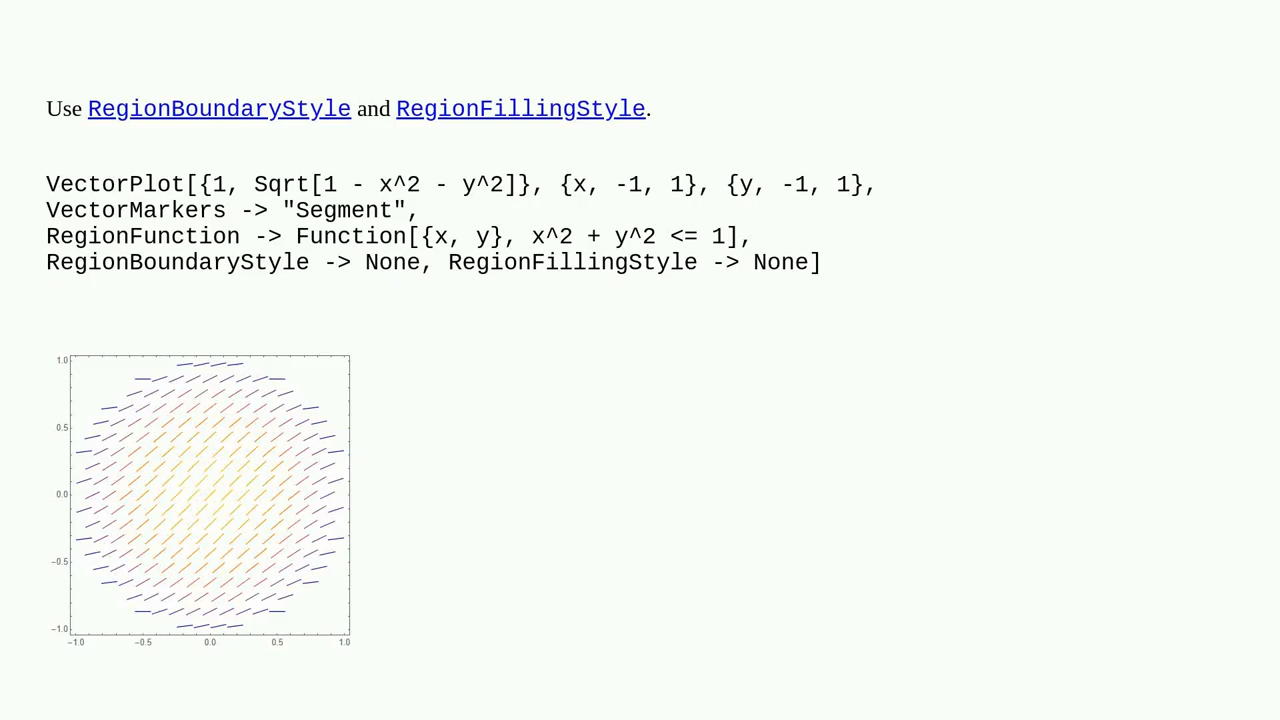 Use RegionBoundaryStyle and RegionFillingStyle.
VectorPlot[{1, Sqrt[1 - x^2 - y^2]}, {x, -1, 1}, {y, -1, 1},
VectorMarkers -> "Segment",
RegionFunction -> Function[{x, y}, x^2 + y^2 <= 1],
RegionBoundaryStyle -> None, RegionFillingStyle -> None]
1.0
0.5
0.0
−0.5
−1.0
−1.0 −0.5 0.0 0.5 1.0